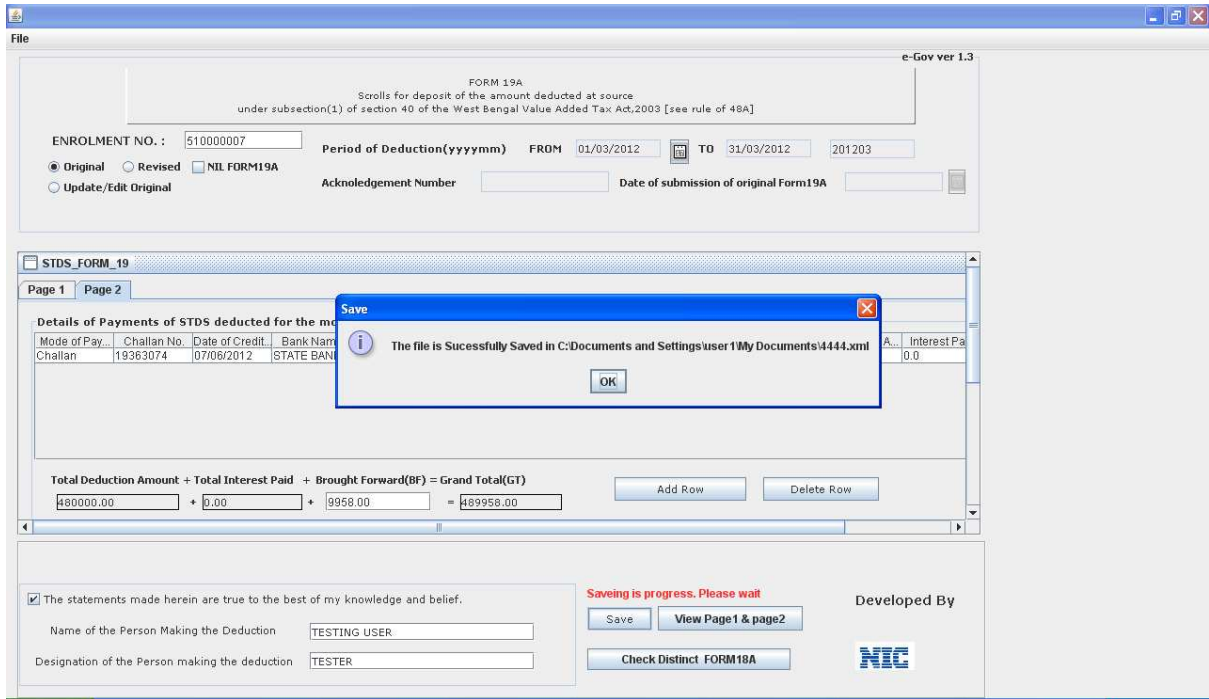 File
e-Gov ver 1.3
FORM 19A
Scrolls for deposit of the amount deducted at source
under subsection(1) of section 40 of the West Bengal Value Added Tax Act,2003 [see rule of 48A]
ENROLMENT NO. : 510000007
Period of Deduction(yyyymm) FROM 01/03/2012 TO 31/03/2012 201203
Original Revised NIL FORM19A
Update/Edit Original
Acknoledgement Number Date of submission of original Form19A
STDS_FORM_19
Page 1 Page 2
Save
Details of Payments of STDS deducted for the mo
Mode of Pay... Challan No. Date of Credit... Bank Nam A... Interest Pa
Challan 19363074 07/06/2012 STATE BAN 0.0
The file is Sucessfully Saved in C:\Documents and Settings\user1\My Documents\4444.xml
OK
Total Deduction Amount + Total Interest Paid + Brought Forward(BF) = Grand Total(GT)
480000.00 + 0.00 + 9958.00 = 489958.00
Add Row Delete Row
The statements made herein are true to the best of my knowledge and belief.
Name of the Person Making the Deduction TESTING USER
Designation of the Person making the deduction TESTER
Saveing is progress. Please wait
Save View Page1 & page2
Check Distinct FORM18A
Developed By
NIC